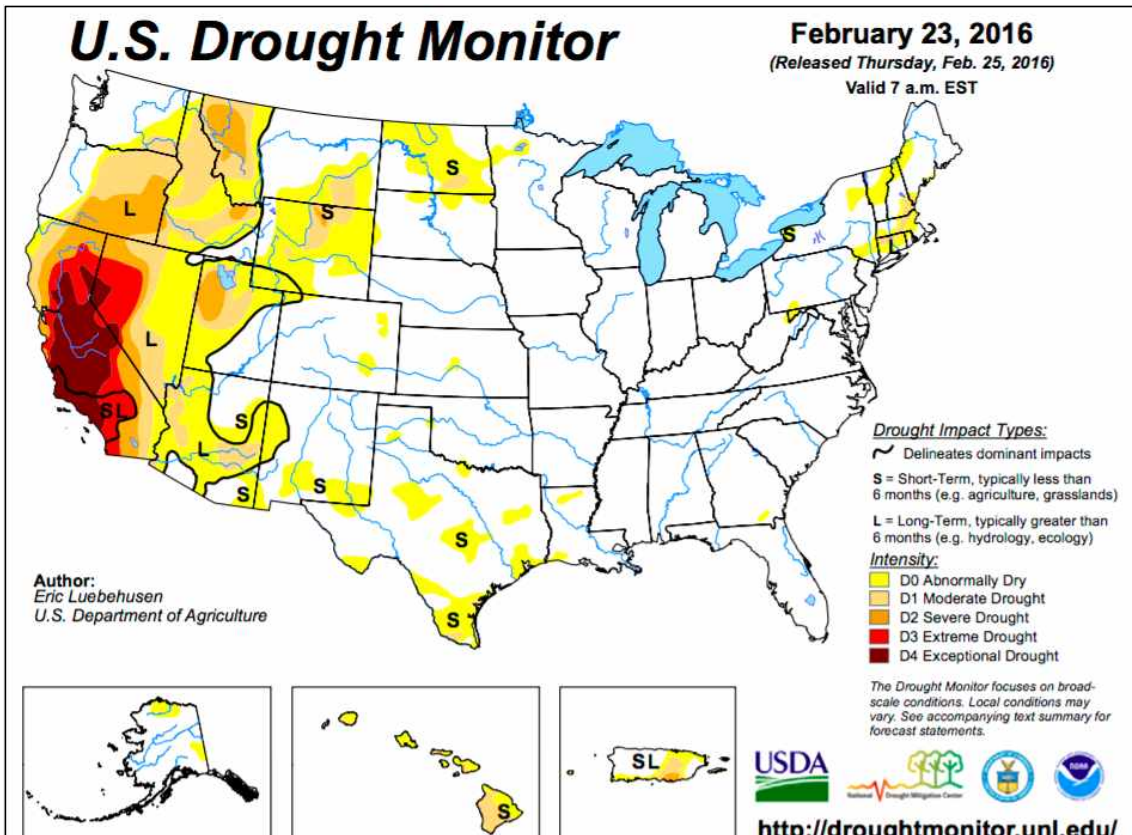 U.S. Drought Monitor
February 23, 2016
(Released Thursday, Feb. 25, 2016)
Valid 7 a.m. EST
S
L
S
S
L
L
SL
S
L
S
S
S
S
Drought Impact Types:
Delineates dominant impacts
S = Short-Term, typically less than
6 months (e.g. agriculture, grasslands)
L = Long-Term, typically greater than
6 months (e.g. hydrology, ecology)
Intensity:
D0 Abnormally Dry
D1 Moderate Drought
D2 Severe Drought
D3 Extreme Drought
D4 Exceptional Drought
Author:
Eric Luebehusen
U.S. Department of Agriculture
The Drought Monitor focuses on broad-
scale conditions. Local conditions may
vary. See accompanying text summary for
forecast statements.
S
SL
USDA
National Drought Mitigation Center
http://droughtmonitor.unl.edu/